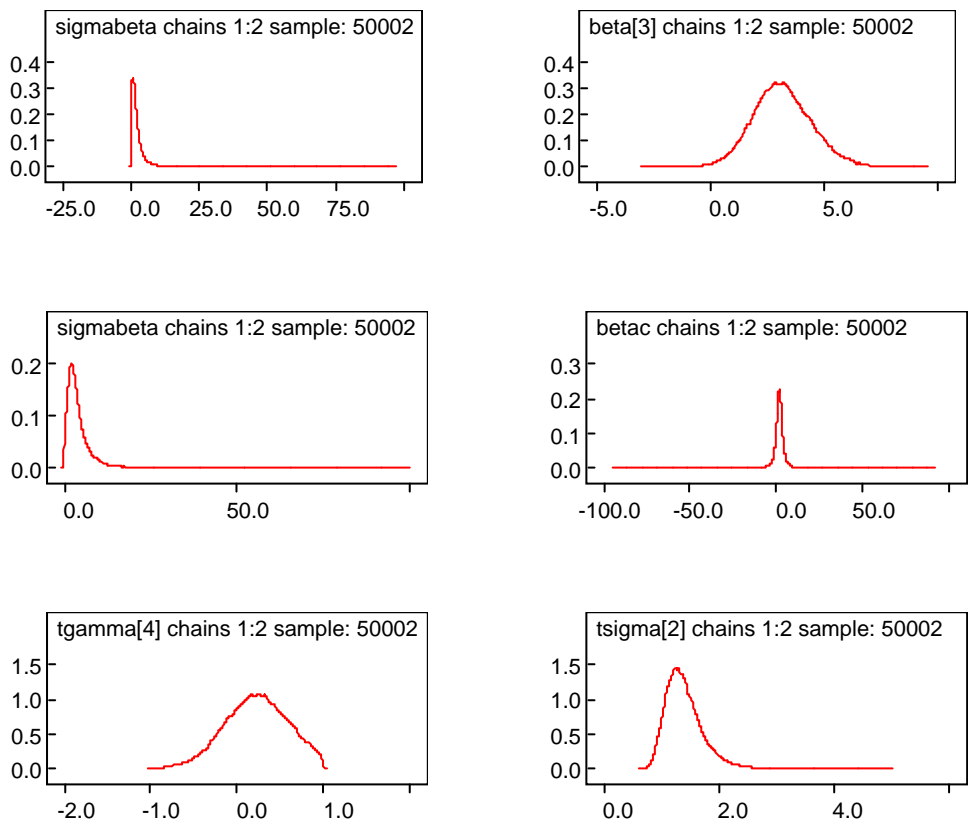 sigmabeta chains 1:2 sample: 50002
0.4
0.3
0.2
0.1
0.0
-25.0 0.0 25.0 50.0 75.0
beta[3] chains 1:2 sample: 50002
0.4
0.3
0.2
0.1
0.0
-5.0 0.0 5.0
sigmabeta chains 1:2 sample: 50002
0.2
0.1
0.0
0.0 50.0
betac chains 1:2 sample: 50002
0.3
0.2
0.1
0.0
-100.0 -50.0 0.0 50.0
tgamma[4] chains 1:2 sample: 50002
1.5
1.0
0.5
0.0
-2.0 -1.0 0.0 1.0
tsigma[2] chains 1:2 sample: 50002
1.5
1.0
0.5
0.0
0.0 2.0 4.0